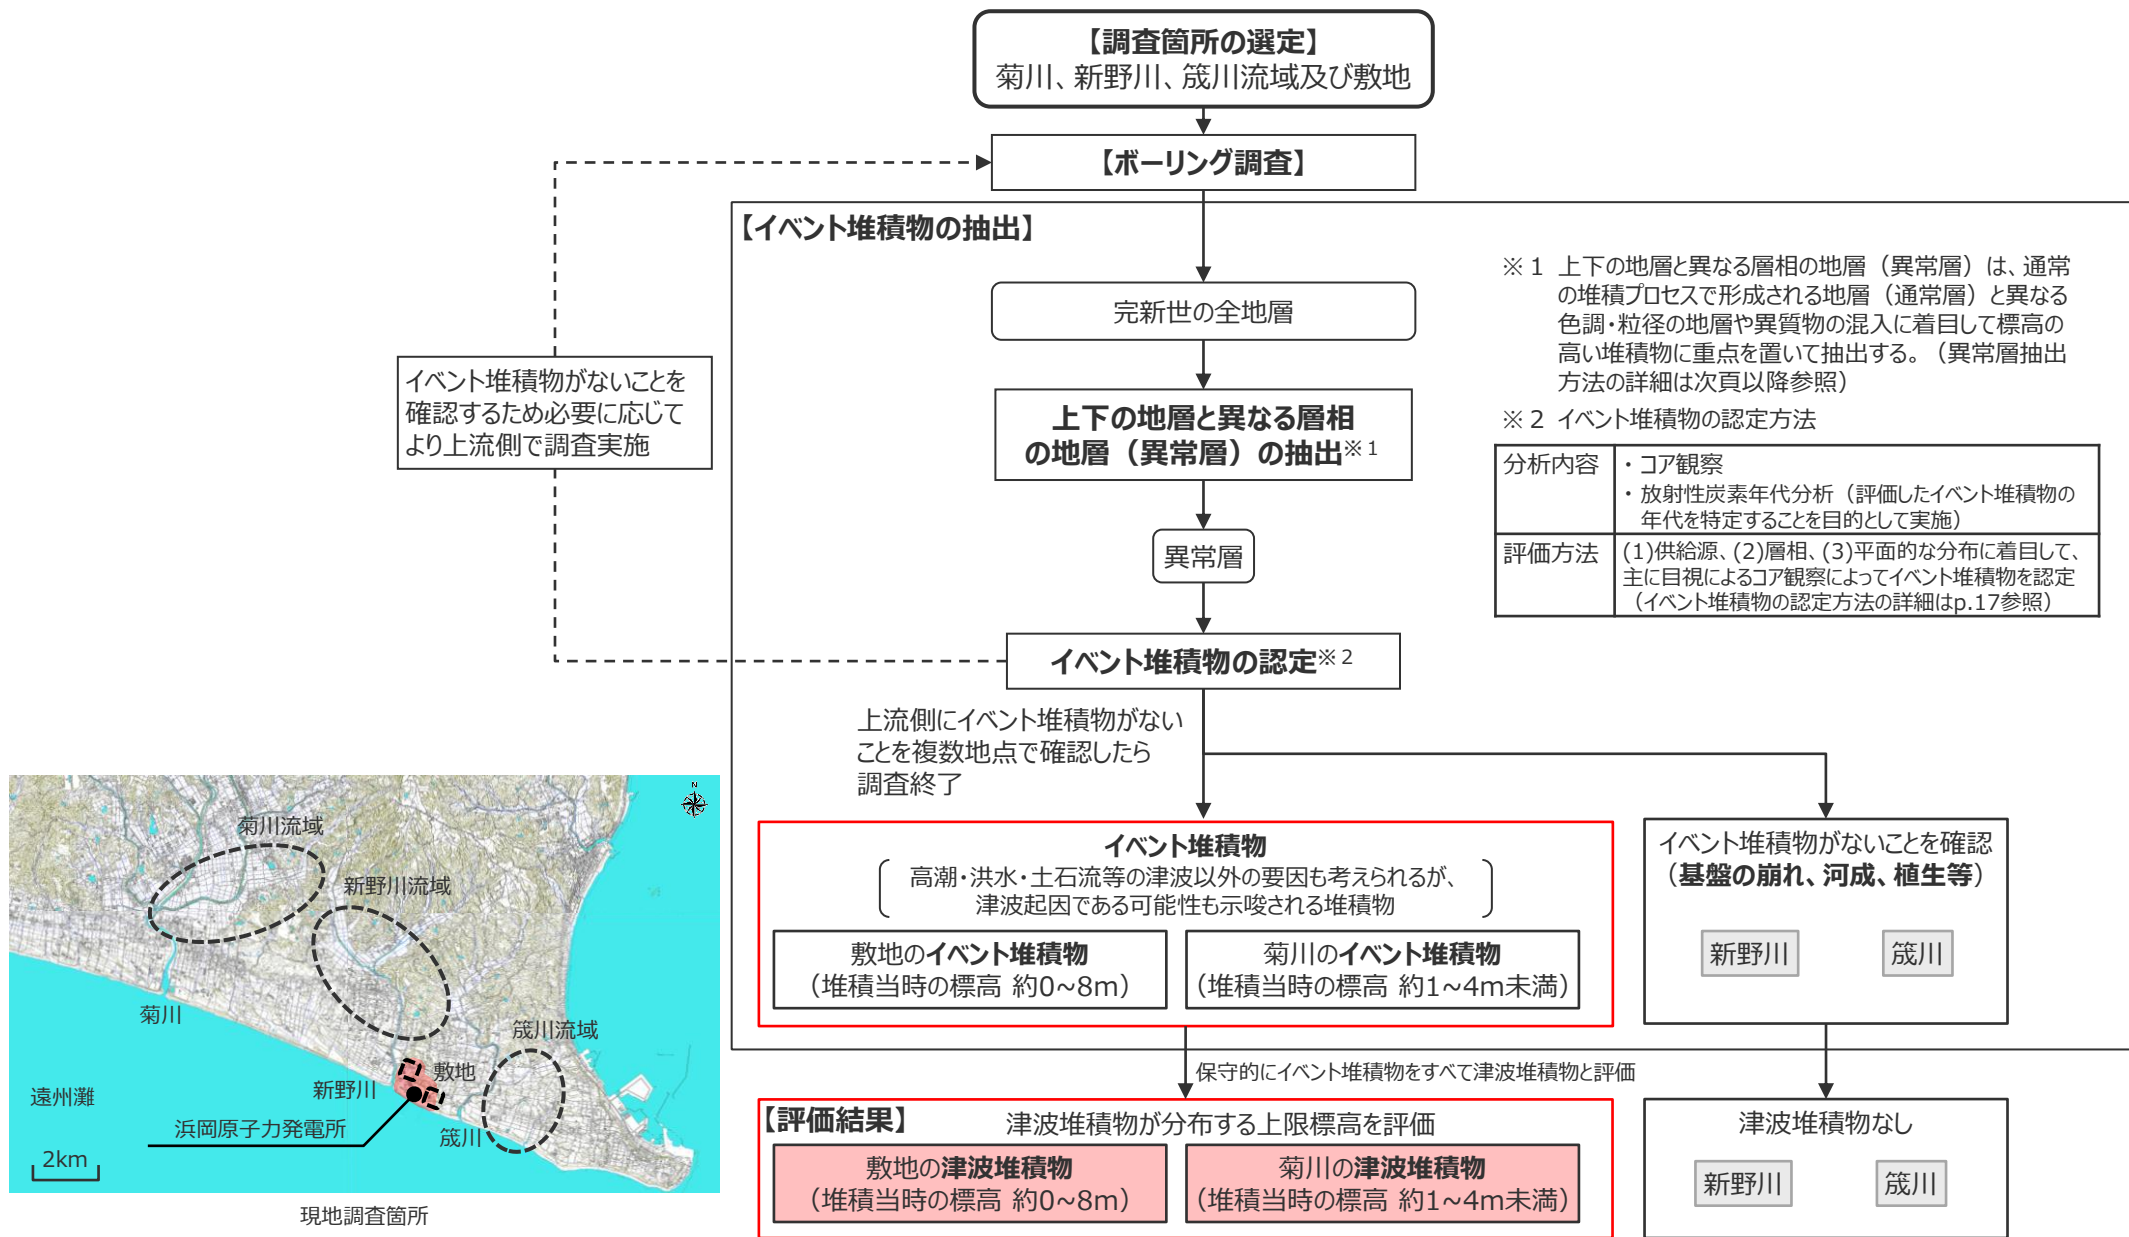 【調査箇所の選定】
菊川、新野川、筬川流域及び敷地
【ボーリング調査】
【イベント堆積物の抽出】
完新世の全地層
上下の地層と異なる層相
の地層（異常層）の抽出※１
異常層
イベント堆積物の認定※２
イベント堆積物がないことを
確認するため必要に応じて
より上流側で調査実施
※１ 上下の地層と異なる層相の地層（異常層）は、通常
の堆積プロセスで形成される地層（通常層）と異なる
色調・粒径の地層や異質物の混入に着目して標高の
高い堆積物に重点を置いて抽出する。（異常層抽出
方法の詳細は次頁以降参照）
※２ イベント堆積物の認定方法
分析内容
・コア観察
・放射性炭素年代分析（評価したイベント堆積物の
年代を特定することを目的として実施）
評価方法
(1)供給源、(2)層相、(3)平面的な分布に着目して、
主に目視によるコア観察によってイベント堆積物を認定
（イベント堆積物の認定方法の詳細はp.17参照）
上流側にイベント堆積物がない
ことを複数地点で確認したら
調査終了
イベント堆積物
高潮・洪水・土石流等の津波以外の要因も考えられるが、
津波起因である可能性も示唆される堆積物
敷地のイベント堆積物
（堆積当時の標高 約0~8m）
菊川のイベント堆積物
（堆積当時の標高 約1~4m未満）
イベント堆積物がないことを確認
（基盤の崩れ、河成、植生等）
新野川
筬川
保守的にイベント堆積物をすべて津波堆積物と評価
【評価結果】
津波堆積物が分布する上限標高を評価
敷地の津波堆積物
（堆積当時の標高 約0~8m）
菊川の津波堆積物
（堆積当時の標高 約1~4m未満）
津波堆積物なし
新野川
筬川
N
菊川流域
新野川流域
菊川
筬川流域
敷地
新野川
遠州灘
浜岡原子力発電所
筬川
2km
現地調査箇所